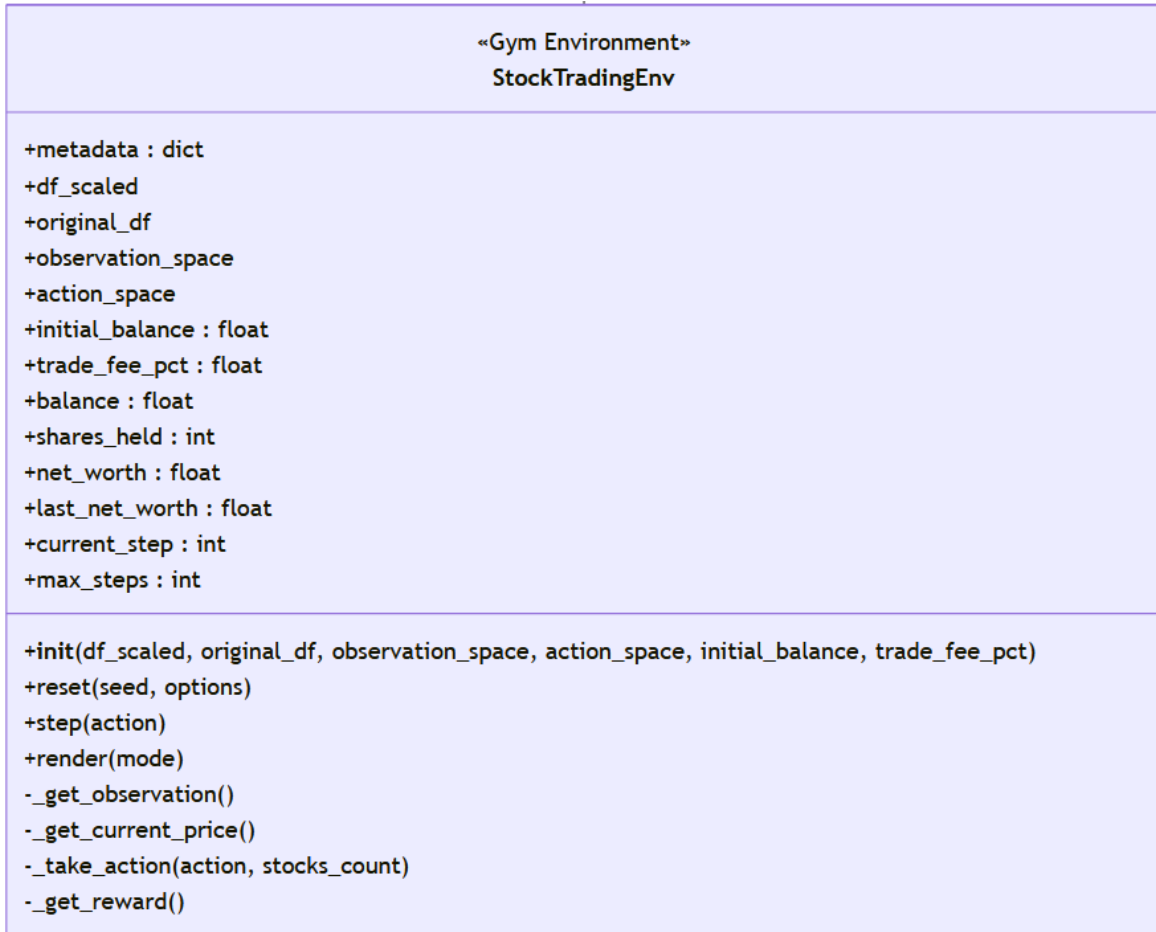 «Gym Environment»
StockTradingEnv
+metadata : dict
+df_scaled
+original_df
+observation_space
+action_space
+initial_balance : float
+trade_fee_pct : float
+balance : float
+shares_held : int
+net_worth : float
+last_net_worth : float
+current_step : int
+max_steps : int
+init(df_scaled, original_df, observation_space, action_space, initial_balance, trade_fee_pct)
+reset(seed, options)
+step(action)
+render(mode)
-_get_observation()
-_get_current_price()
-_take_action(action, stocks_count)
-_get_reward()